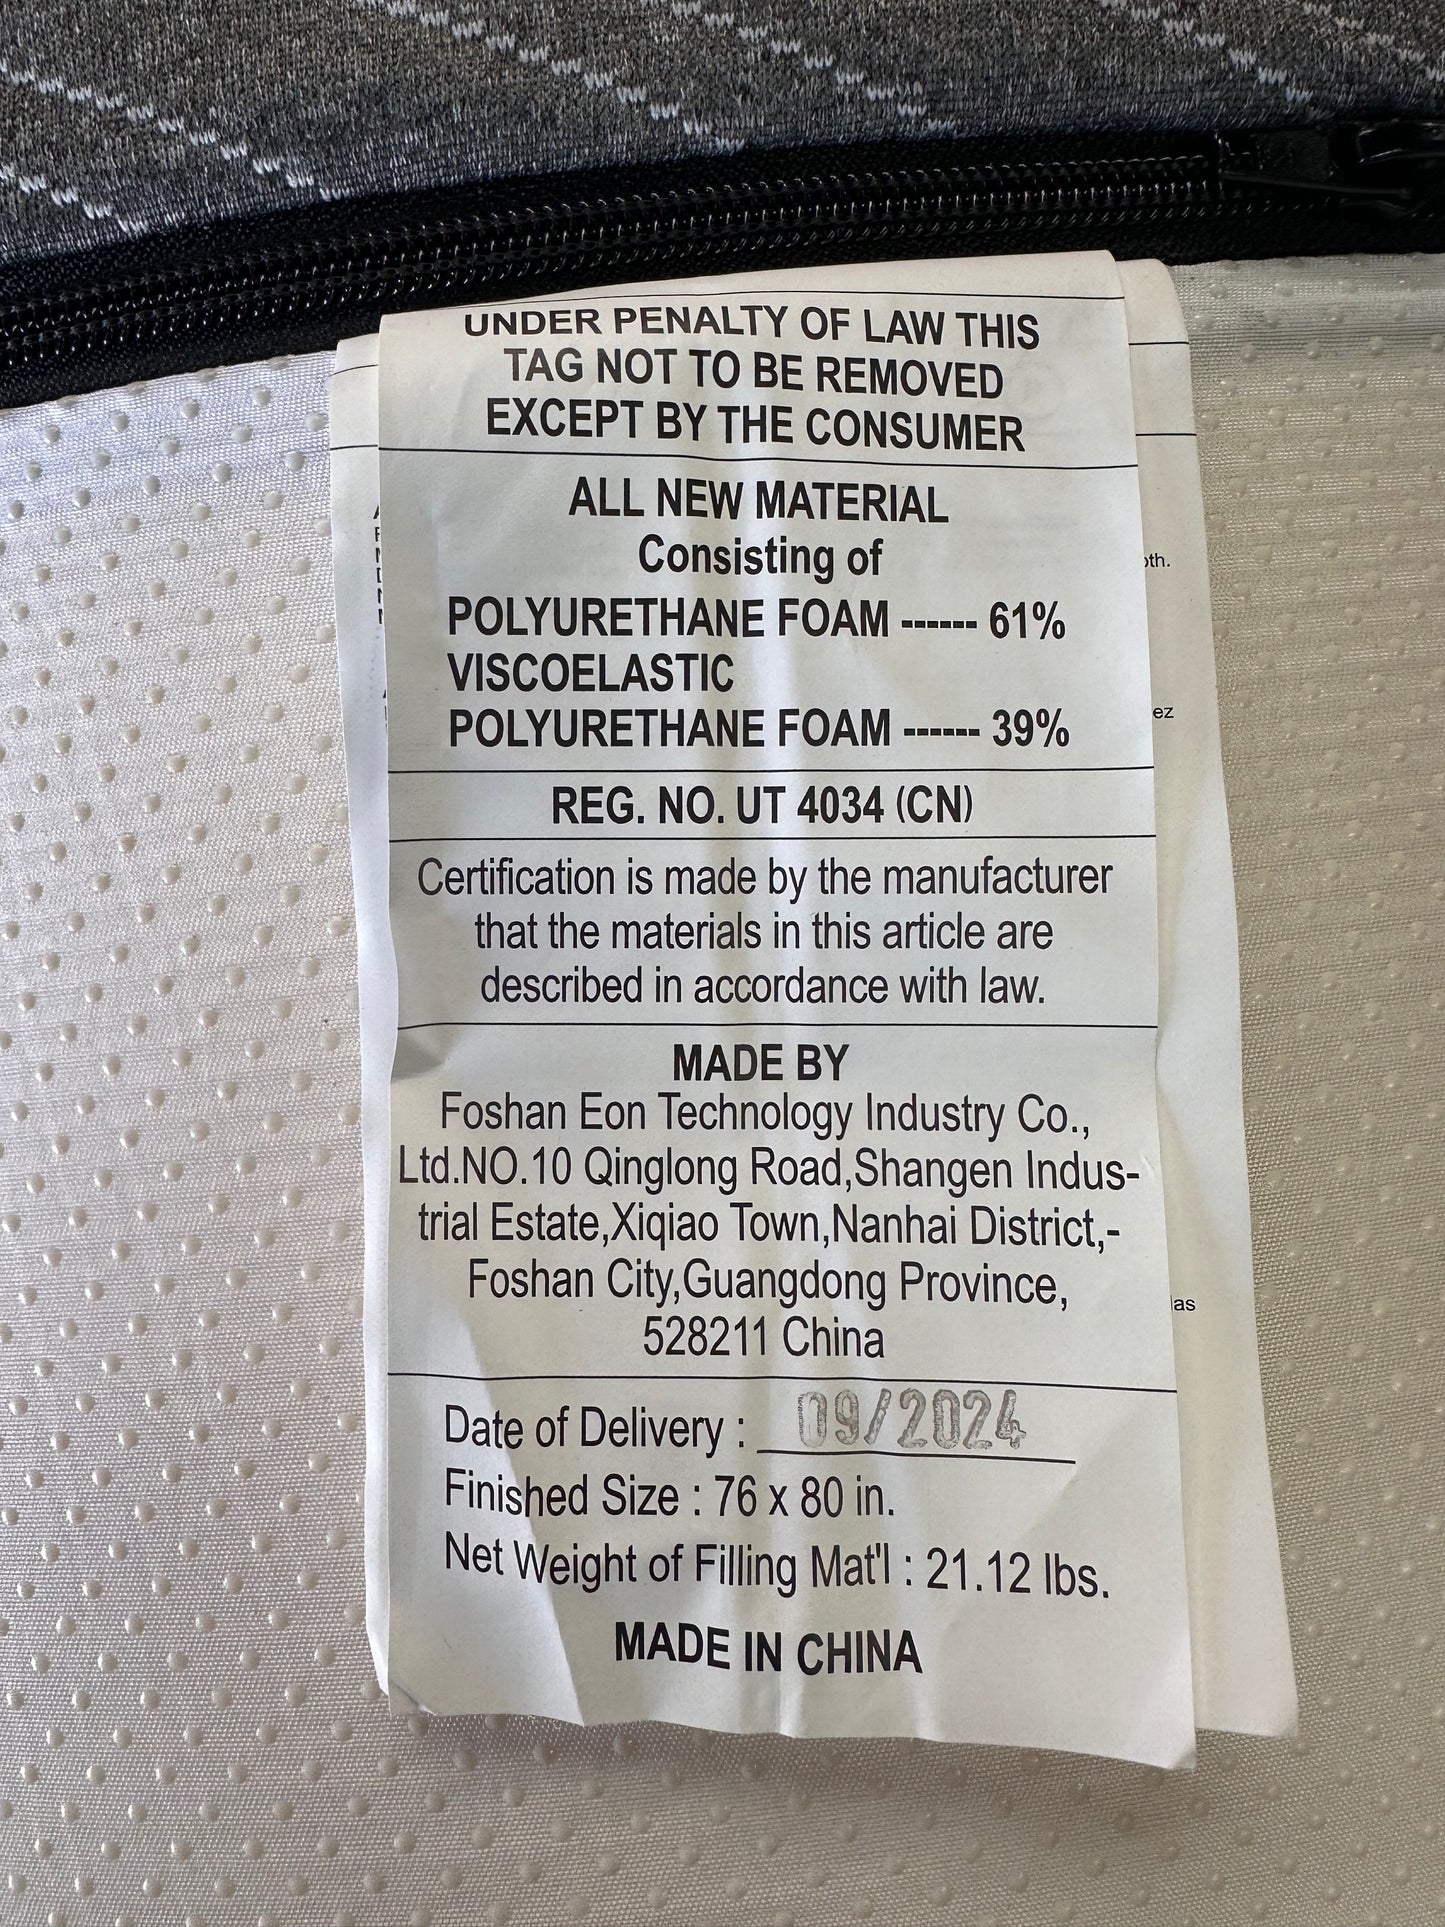 UNDER PENALTY OF LAW THIS
TAG NOT TO BE REMOVED
EXCEPT BY THE CONSUMER
ALL NEW MATERIAL
Consisting of
POLYURETHANE FOAM ------ 61%
VISCOELASTIC
POLYURETHANE FOAM ------ 39%
REG. NO. UT 4034 (CN)
Certification is made by the manufacturer
that the materials in this article are
described in accordance with law.
MADE BY
Foshan Eon Technology Industry Co.,
Ltd.NO.10 Qinglong Road,Shangen Indus-
trial Estate,Xiqiao Town,Nanhai District,-
Foshan City,Guangdong Province,
528211 China
Date of Delivery : 09/2024
Finished Size : 76 x 80 in.
Net Weight of Filling Mat'l : 21.12 lbs.
MADE IN CHINA